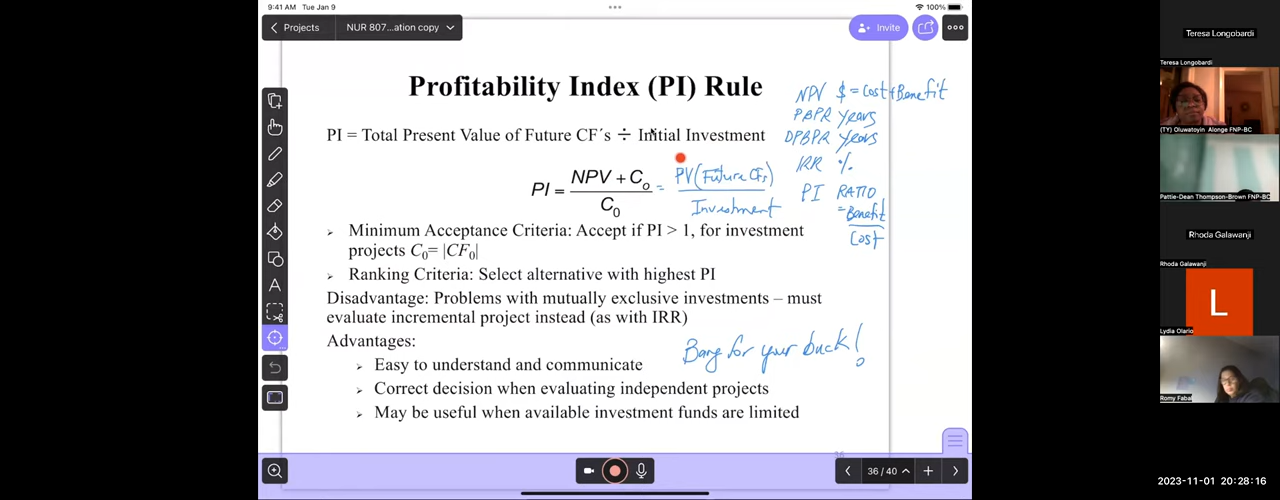 9:41 AM Tue Jan 9
100%
Projects
NUR 807...ation copy
Invite
Profitability Index (PI) Rule
NPV $ = Cost + Benefit
PBPR Years
DPBPR Years
IRR %
PI RATIO
= Benefit
Cost
PI = Total Present Value of Future CF´s ÷ Initial Investment
PI = NPV + Co = PV(Future CFs)
C0 Investment
Minimum Acceptance Criteria: Accept if PI > 1, for investment
projects C0= |CF0|
Ranking Criteria: Select alternative with highest PI
Disadvantage: Problems with mutually exclusive investments – must
evaluate incremental project instead (as with IRR)
Advantages:
Bang for your buck!
Easy to understand and communicate
Correct decision when evaluating independent projects
May be useful when available investment funds are limited
36
36 / 40
Teresa Longobardi
Teresa Longobardi
(TY) Oluwatoyin Alonge FNP-BC
Pattie-Dean Thompson-Brown FNP-BC
Rhoda Galawanji
Rhoda Galawanji
L
Lydia Olario
Romy Fabal
2023-11-01 20:28:16